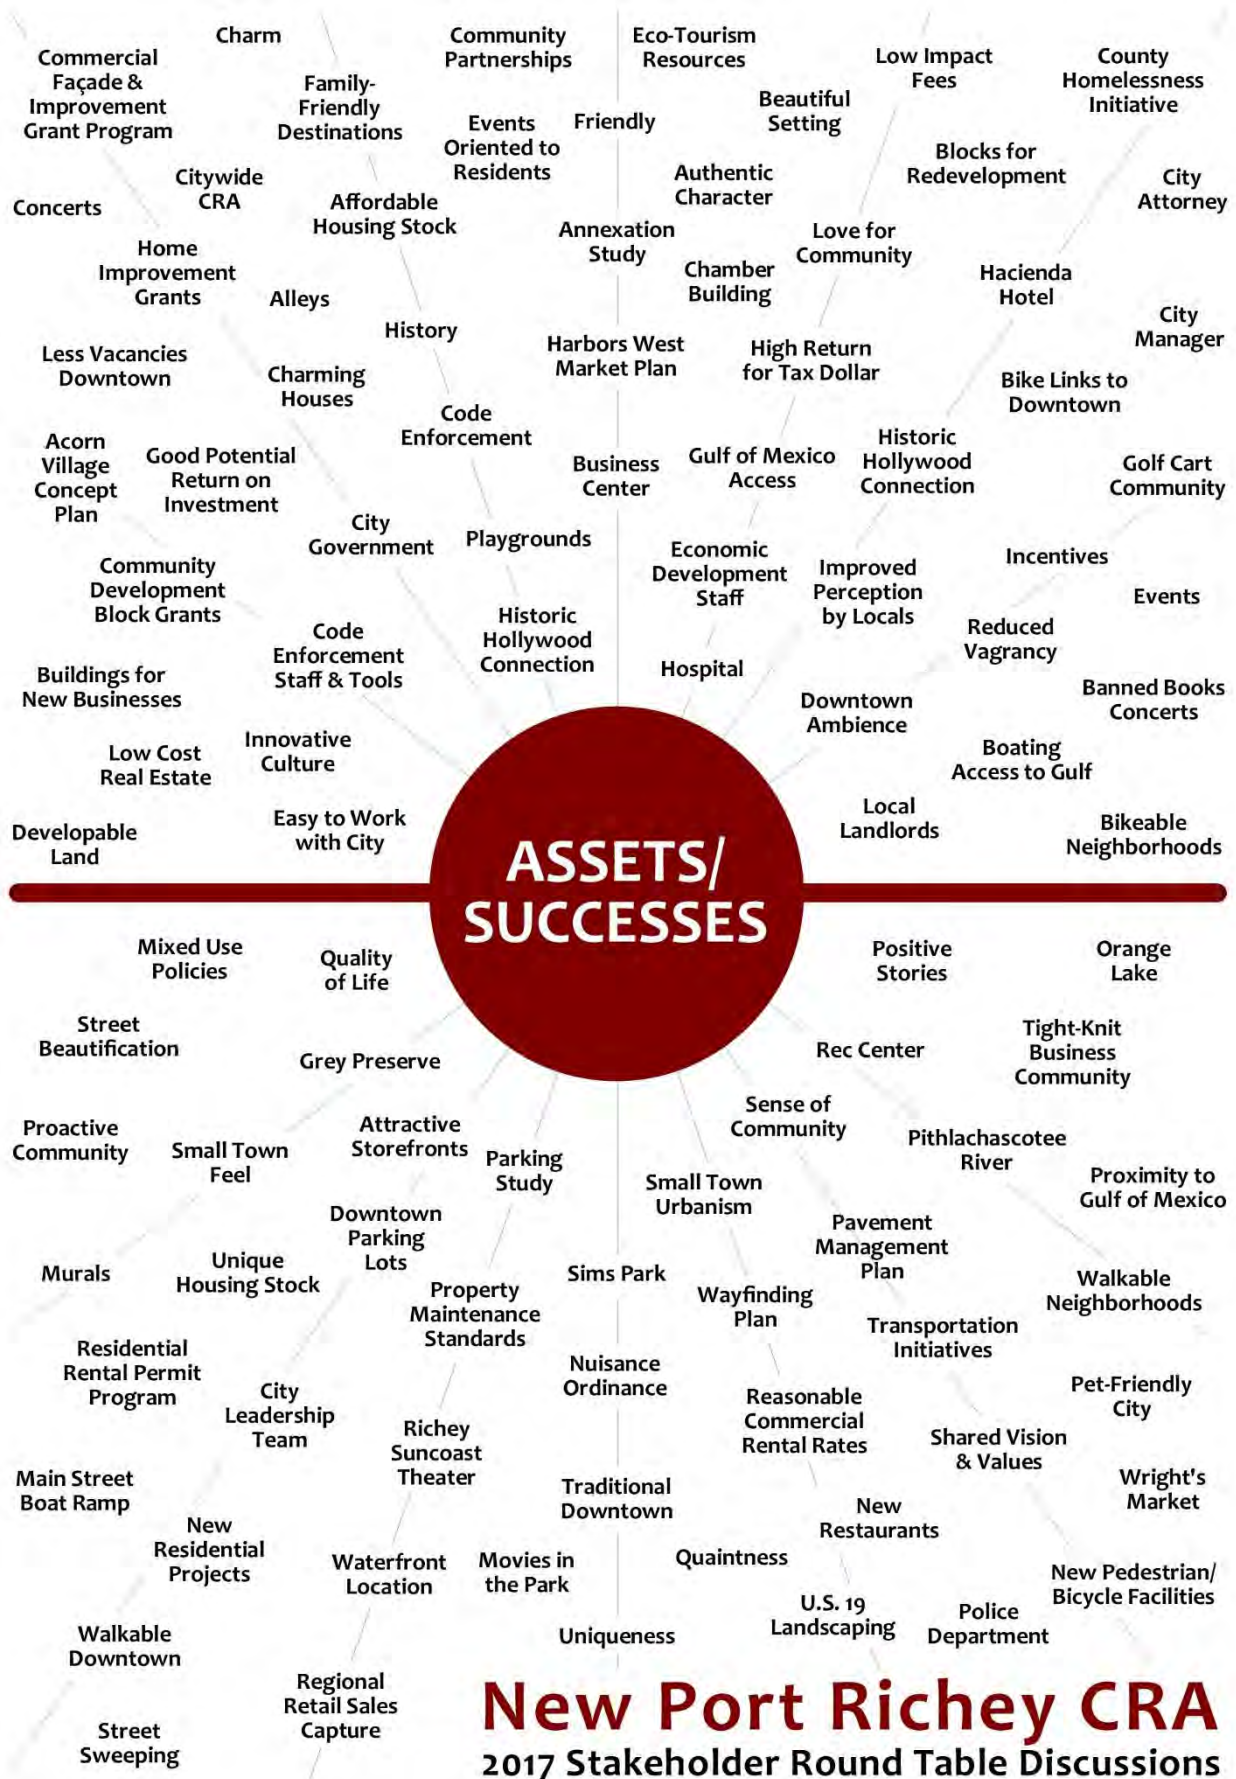 Charm
Community
Partnerships
Eco-Tourism
Resources
Commercial
Façade &
Improvement
Grant Program
Family-
Friendly
Destinations
Low Impact
Fees
County
Homelessness
Initiative
Beautiful
Setting
Events
Oriented to
Residents
Friendly
Blocks for
Redevelopment
Authentic
Character
Citywide
CRA
City
Attorney
Concerts
Affordable
Housing Stock
Annexation
Study
Love for
Community
Home
Improvement
Grants
Chamber
Building
Hacienda
Hotel
Alleys
History
City
Manager
Less Vacancies
Downtown
Harbors West
Market Plan
High Return
for Tax Dollar
Charming
Houses
Bike Links to
Downtown
Code
Enforcement
Acorn
Village
Concept
Plan
Good Potential
Return on
Investment
Business
Center
Gulf of Mexico
Access
Historic
Hollywood
Connection
Golf Cart
Community
City
Government
Playgrounds
Economic
Development
Staff
Improved
Perception
by Locals
Incentives
Community
Development
Block Grants
Events
Historic
Hollywood
Connection
Reduced
Vagrancy
Code
Enforcement
Staff & Tools
Hospital
Buildings for
New Businesses
Downtown
Ambience
Banned Books
Concerts
Low Cost
Real Estate
Innovative
Culture
Boating
Access to Gulf
Developable
Land
Easy to Work
with City
Local
Landlords
Bikeable
Neighborhoods
ASSETS/
SUCCESSES
Mixed Use
Policies
Quality
of Life
Positive
Stories
Orange
Lake
Street
Beautification
Grey Preserve
Rec Center
Tight-Knit
Business
Community
Proactive
Community
Small Town
Feel
Attractive
Storefronts
Parking
Study
Sense of
Community
Pithlachascotee
River
Small Town
Urbanism
Proximity to
Gulf of Mexico
Downtown
Parking
Lots
Pavement
Management
Plan
Murals
Unique
Housing Stock
Sims Park
Property
Maintenance
Standards
Wayfinding
Plan
Walkable
Neighborhoods
Transportation
Initiatives
Residential
Rental Permit
Program
Nuisance
Ordinance
City
Leadership
Team
Reasonable
Commercial
Rental Rates
Pet-Friendly
City
Richey
Suncoast
Theater
Shared Vision
& Values
Main Street
Boat Ramp
Traditional
Downtown
Wright's
Market
New
Restaurants
New
Residential
Projects
Waterfront
Location
Movies in
the Park
Quaintness
New Pedestrian/
Bicycle Facilities
U.S. 19
Landscaping
Police
Department
Walkable
Downtown
Uniqueness
Regional
Retail Sales
Capture
Street
Sweeping
New Port Richey CRA
2017 Stakeholder Round Table Discussions